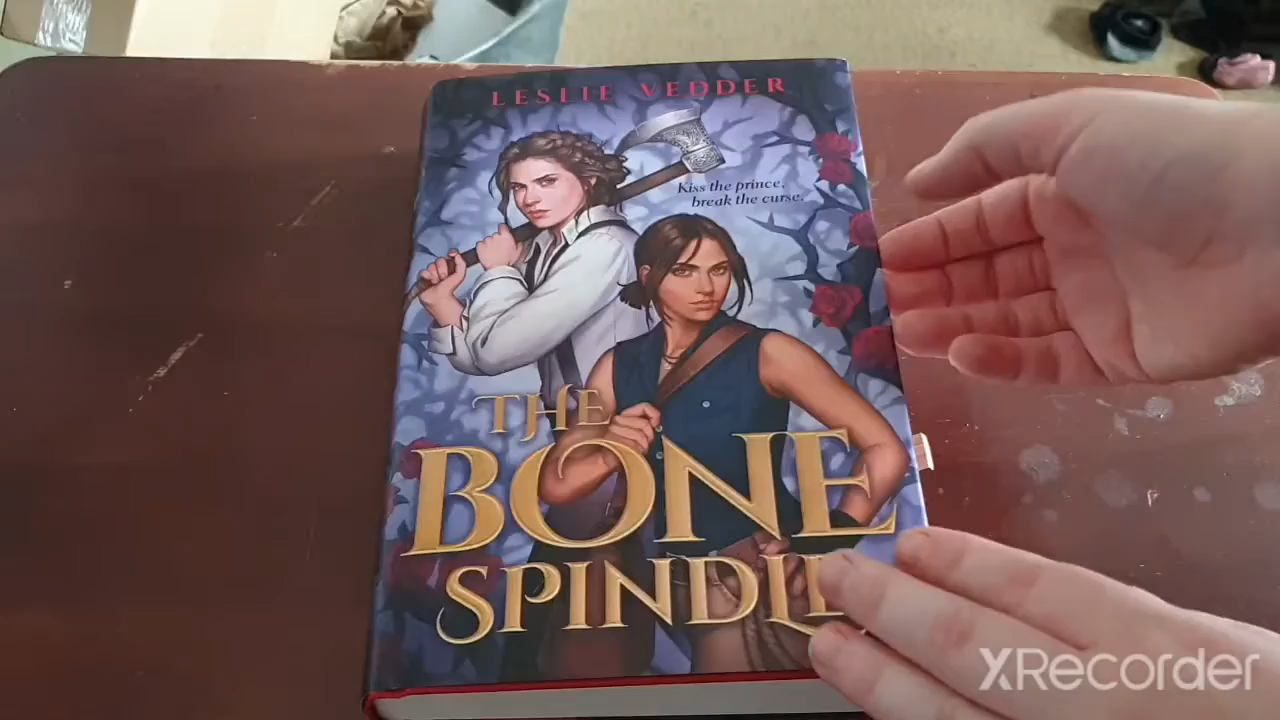 LESLIE VEDDER
Kiss the prince,
break the curse.
THE
BONE
SPINDLE
XRecorder